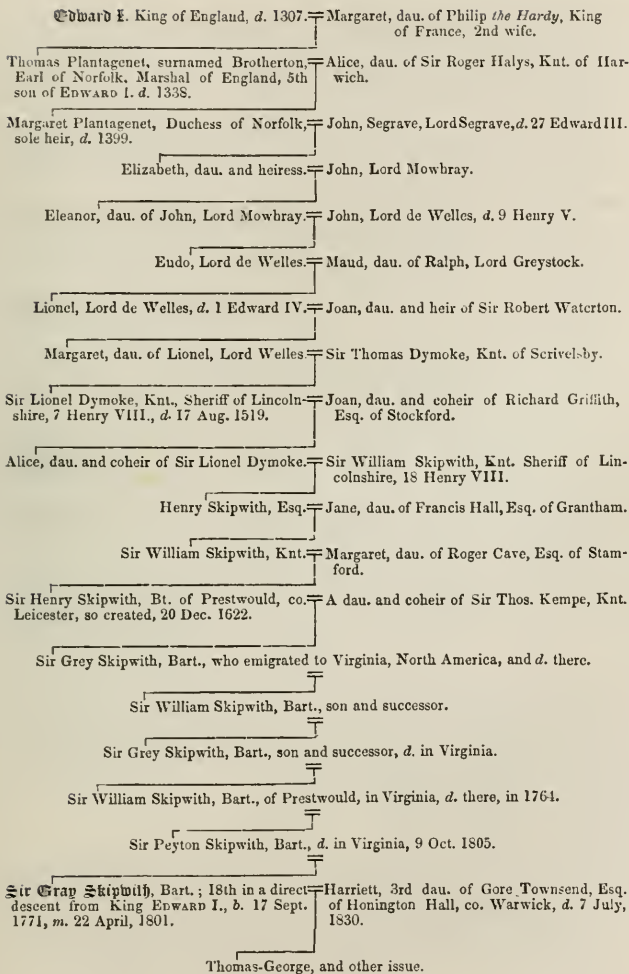 Edward I. King of England, d. 1307. Margaret, dau. of Philip the Hardy, King
of France, 2nd wife.
Thomas Plantagenet, surnamed Brotherton,
Earl of Norfolk, Marshal of England, 5th
son of EDWARD I. d. 1338.
Alice, dau. of Sir Roger Halys, Knt. of Har-
wich.
Margaret Plantagenet, Duchess of Norfolk,
sole heir, d. 1399.
John, Segrave, Lord Segrave, d. 27 Edward III.
Elizabeth, dau. and heiress. John, Lord Mowbray.
Eleanor, dau. of John, Lord Mowbray. John, Lord de Welles, d. 9 Henry V.
Eudo, Lord de Welles. Maud, dau. of Ralph, Lord Greystock.
Lionel, Lord de Welles, d. 1 Edward IV. Joan, dau. and heir of Sir Robert Waterton.
Margaret, dau. of Lionel, Lord Welles. Sir Thomas Dymoke, Knt. of Scrivelsby.
Sir Lionel Dymoke, Knt., Sheriff of Lincoln-
shire, 7 Henry VIII., d. 17 Aug. 1519.
Joan, dau. and coheir of Richard Griffith,
Esq. of Stockford.
Alice, dau. and coheir of Sir Lionel Dymoke. Sir William Skipwith, Knt. Sheriff of Lin-
colnshire, 18 Henry VIII.
Henry Skipwith, Esq. Jane, dau. of Francis Hall, Esq. of Grantham.
Sir William Skipwith, Knt. Margaret, dau. of Roger Cave, Esq. of Stam-
ford.
Sir Henry Skipwith, Bt. of Prestwould, co.
Leicester, so created, 20 Dec. 1622.
A dau. and coheir of Sir Thos. Kempe, Knt.
Sir Grey Skipwith, Bart., who emigrated to Virginia, North America, and d. there.
Sir William Skipwith, Bart., son and successor.
Sir Grey Skipwith, Bart., son and successor, d. in Virginia.
Sir William Skipwith, Bart., of Prestwould, in Virginia, d. there, in 1764.
Sir Peyton Skipwith, Bart., d. in Virginia, 9 Oct. 1805.
Sir Gray Skipwith, Bart.; 18th in a direct
descent from King EDWARD I., b. 17 Sept.
1771, m. 22 April, 1801.
Harriett, 3rd dau. of Gore Townsend, Esq.
of Honington Hall, co. Warwick, d. 7 July,
1830.
Thomas-George, and other issue.